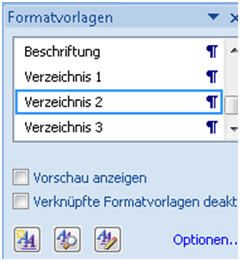 Formatvorlagen
Beschriftung ¶
Verzeichnis 1 ¶
Verzeichnis 2 ¶
Verzeichnis 3 ¶
Vorschau anzeigen
Verknüpfte Formatvorlagen deakt
Optionen..